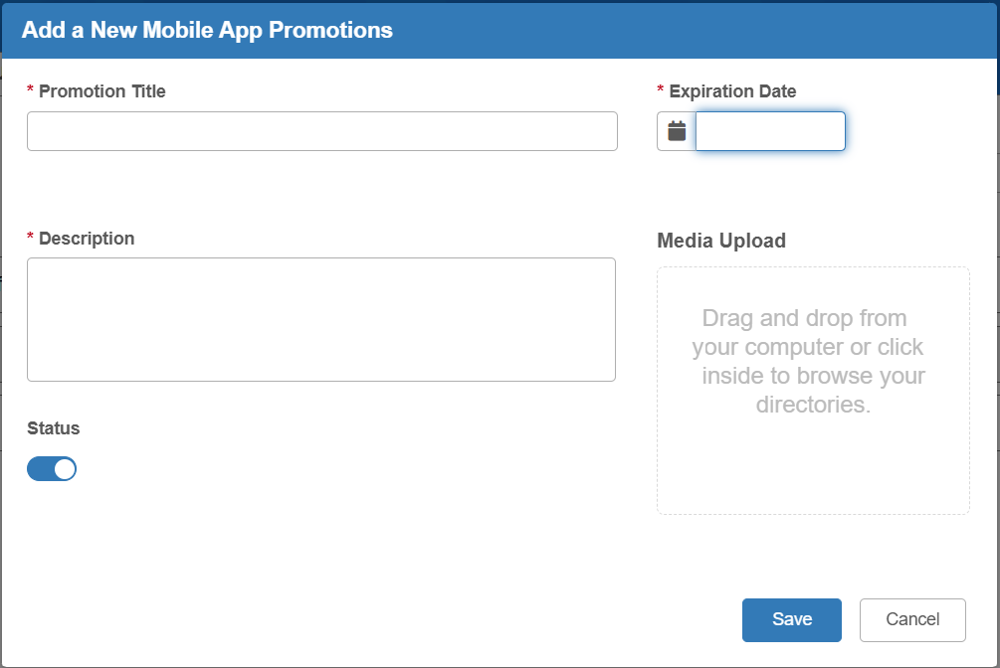 Add a New Mobile App Promotions
* Promotion Title
* Expiration Date
* Description
Media Upload
Drag and drop from
your computer or click
inside to browse your
directories.
Status
Save
Cancel